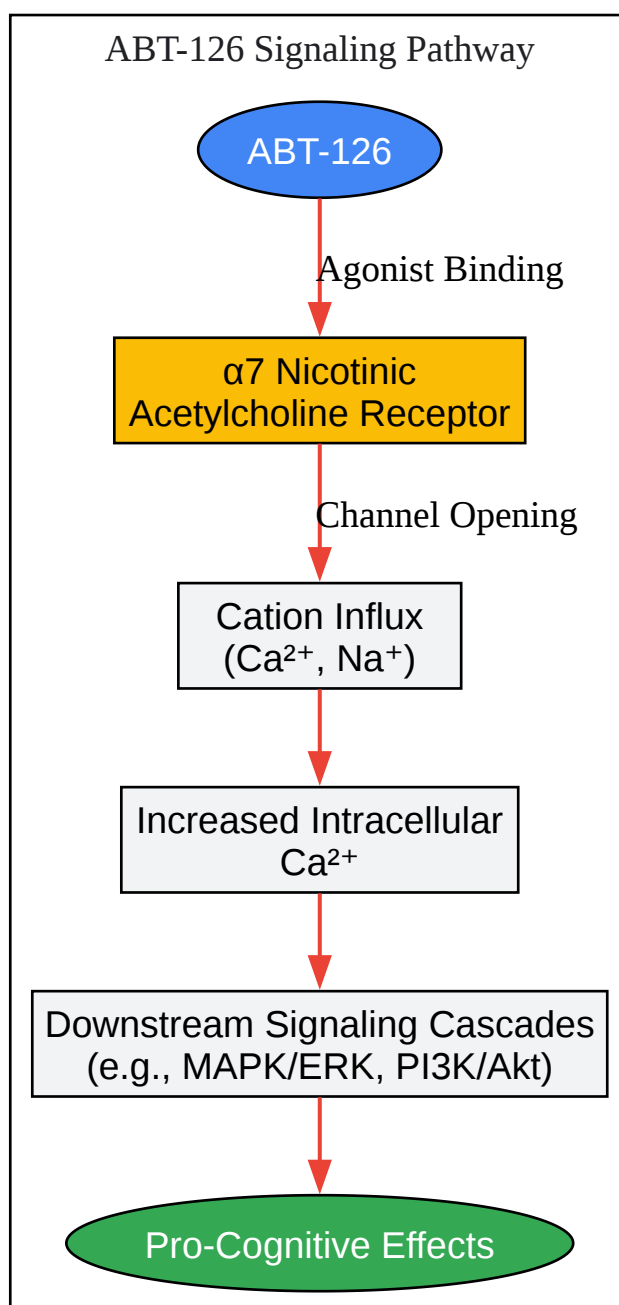 ABT-126 Signaling Pathway
ABT-126
Agonist Binding
α7 Nicotinic
Acetylcholine Receptor
Channel Opening
Cation Influx
(Ca²⁺, Na⁺)
Increased Intracellular
Ca²⁺
Downstream Signaling Cascades
(e.g., MAPK/ERK, PI3K/Akt)
Pro-Cognitive Effects